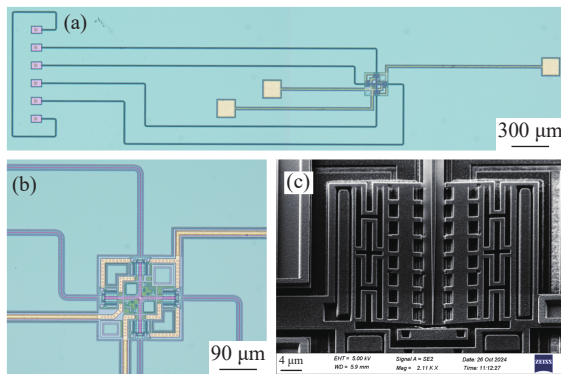 (a)
300 μm
(b)
90 μm
(c)
4 μm
EHT = 5.00 kV
WD = 5.9 mm
Signal A = SE2
Mag = 2.11 K X
Date: 26 Oct 2024
Time: 11:12:27
ZEISS